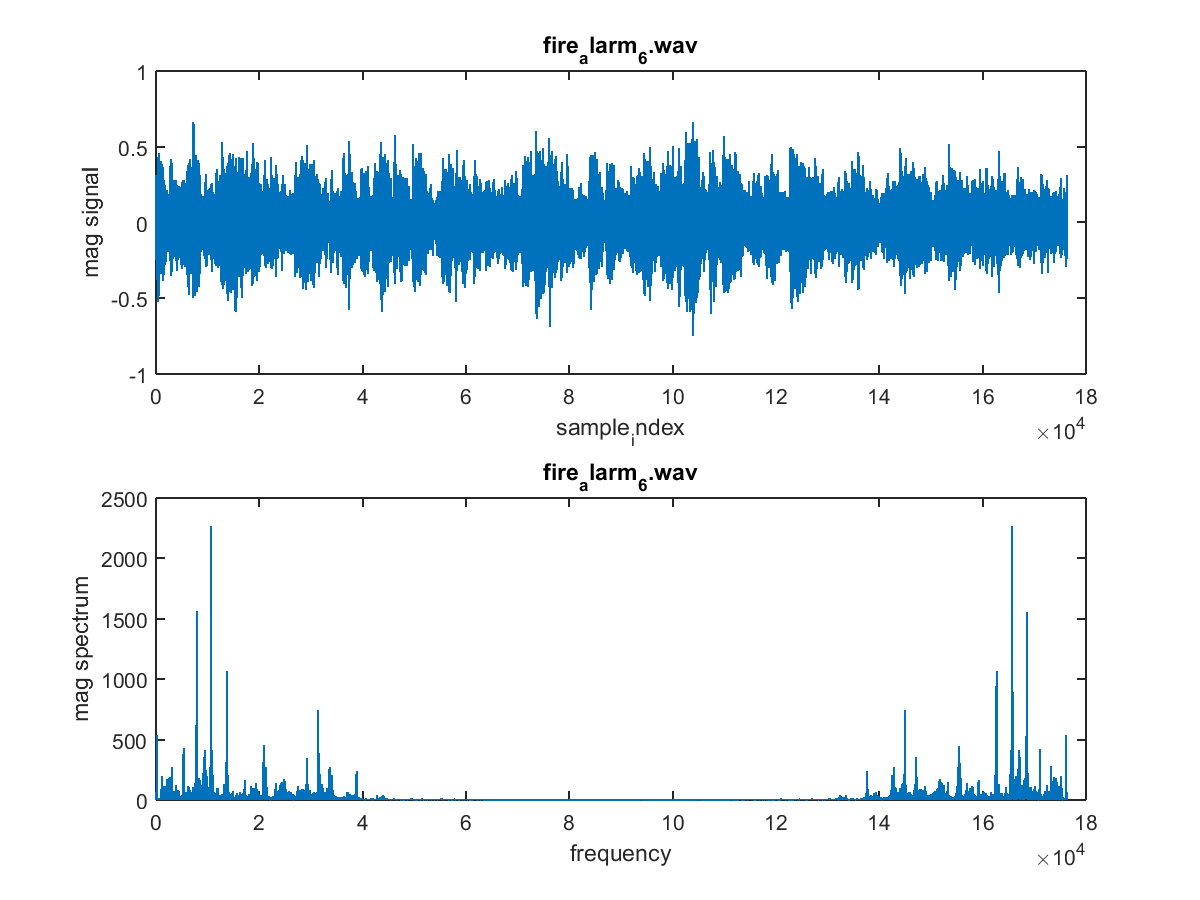 fire_alarm_6.wav
1
0.5
0
-0.5
-1
mag signal
0 2 4 6 8 10 12 14 16 18
×10^4
sample_index
fire_alarm_6.wav
2500
2000
1500
1000
500
0
mag spectrum
0 2 4 6 8 10 12 14 16 18
×10^4
frequency